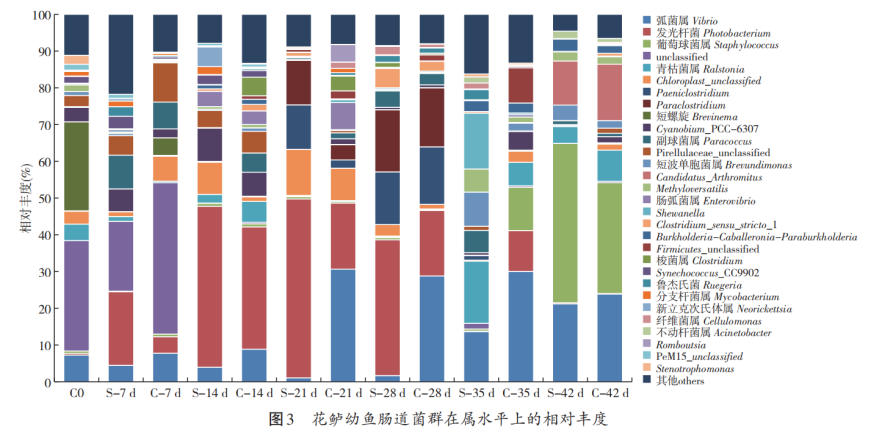 100
90
80
70
60
50
40
30
20
10
0
相对丰度(%)
C0
S-7 d
C-7 d
S-14 d
C-14 d
S-21 d
C-21 d
S-28 d
C-28 d
S-35 d
C-35 d
S-42 d
C-42 d
弧菌属 Vibrio
发光杆菌 Photobacterium
葡萄球菌属 Staphylococcus
unclassified
青枯菌属 Ralstonia
Chloroplast_unclassified
Paeniclostridium
Paraclostridium
短螺旋 Brevinema
Cyanobium_PCC-6307
副球菌属 Paracoccus
Pirellulaceae_unclassified
短波单胞菌属 Brevundimonas
Candidatus_Arthromitus
Methyloversatilis
肠弧菌属 Enterovibrio
Shewanella
Clostridium_sensu_stricto_1
Burkholderia-Caballeronia-Paraburkholderia
Firmicutes_unclassified
梭菌属 Clostridium
Synechococcus_CC9902
鲁杰氏菌 Ruegeria
分支杆菌属 Mycobacterium
新立克次氏体属 Neorickettsia
纤维菌属 Cellulomonas
不动杆菌属 Acinetobacter
Romboutsia
PeM15_unclassified
Stenotrophomonas
其他others
图3 花鲈幼鱼肠道菌群在属水平上的相对丰度